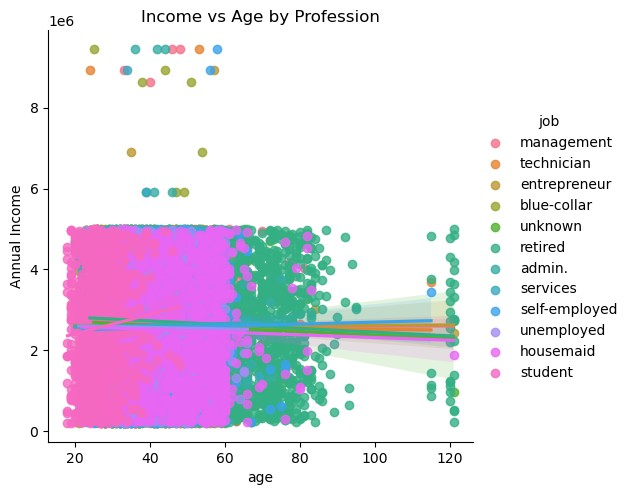 Income vs Age by Profession
1e6
8
6
4
2
0
Annual Income
20 40 60 80 100 120
age
job
management
technician
entrepreneur
blue-collar
unknown
retired
admin.
services
self-employed
unemployed
housemaid
student